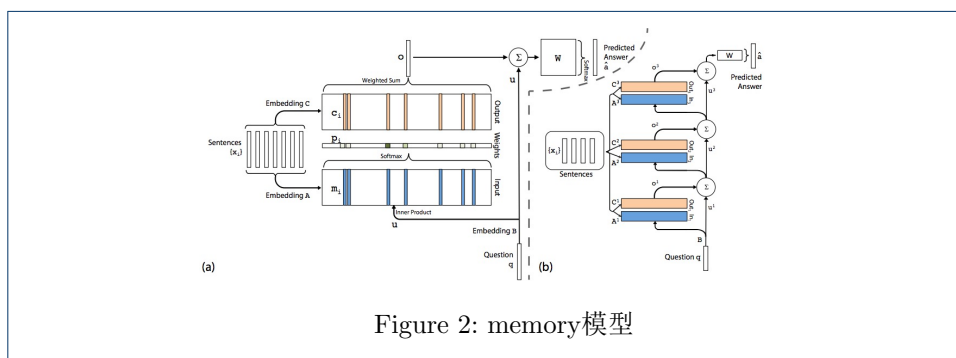 o
Weighted Sum
Embedding C
c_i
Output
Sentences
{x_i}
p_i
Weights
Softmax
Embedding A
m_i
Input
Inner Product
u
Embedding B
Question
q
(a)
Σ
u
W
Softmax
Predicted
Answer
â
(b)
{x_i}
Sentences
W
â
Predicted
Answer
Σ
o³
u³
C³
A³
Out₃
In₃
Σ
o²
u²
C²
A²
Out₂
In₂
Σ
o¹
u¹
C¹
A¹
Out₁
In₁
B
Question q
Figure 2: memory模型